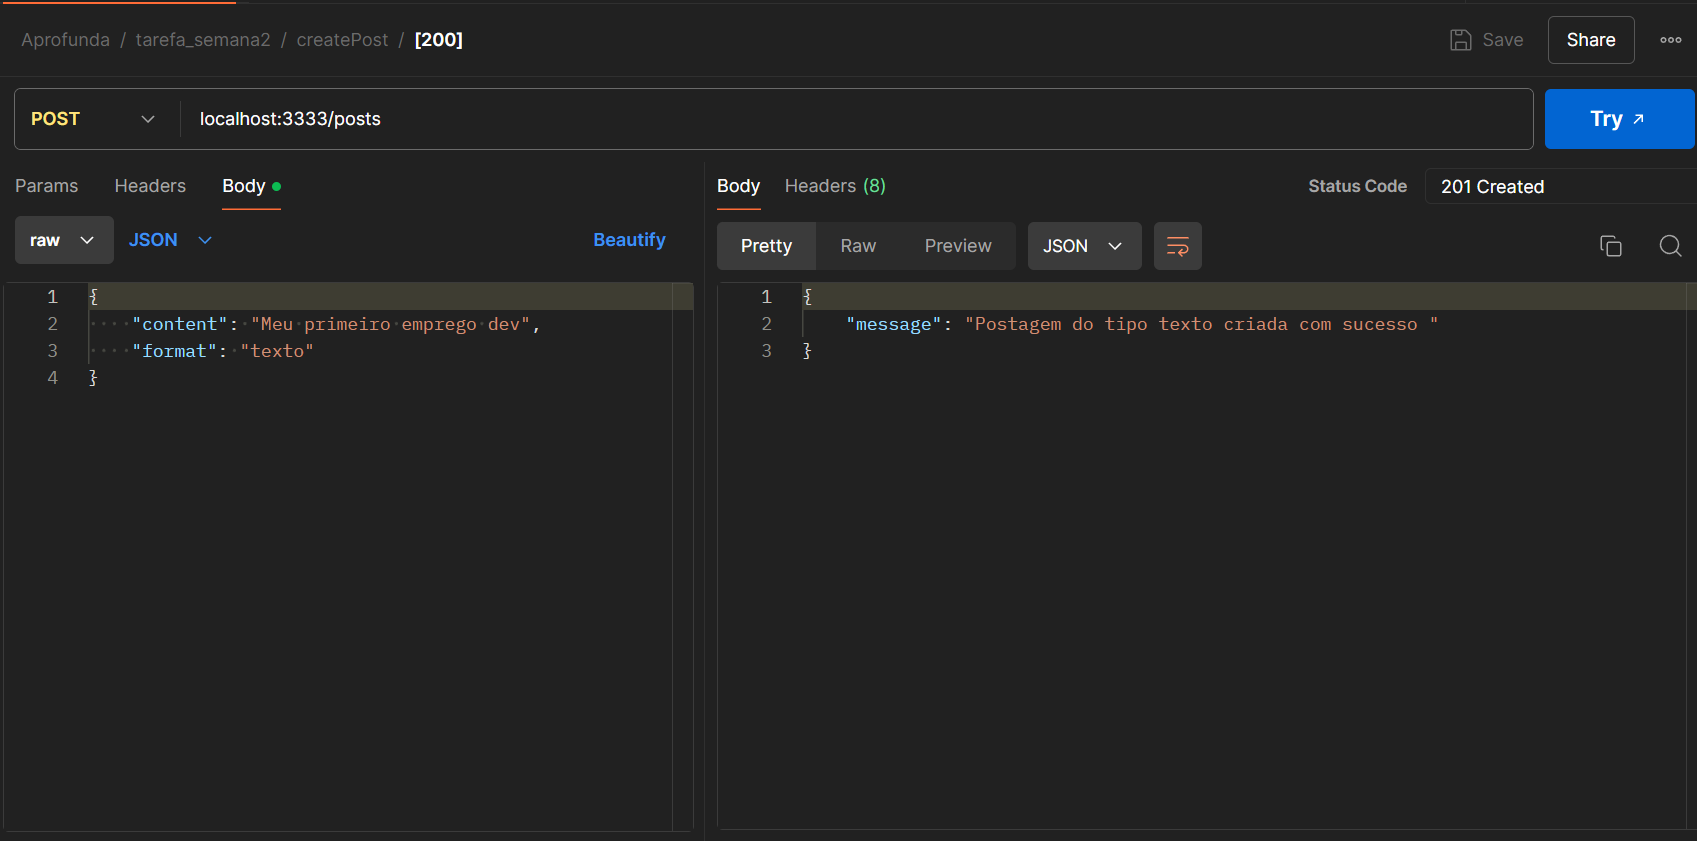 Aprofunda / tarefa_semana2 / createPost / [200]
Save
Share
POST
localhost:3333/posts
Try
Params
Headers
Body
raw
JSON
Beautify
1 {
2 "content": "Meu primeiro emprego dev",
3 "format": "texto"
4 }
Body
Headers (8)
Status Code
201 Created
Pretty
Raw
Preview
JSON
1 {
2 "message": "Postagem do tipo texto criada com sucesso "
3 }